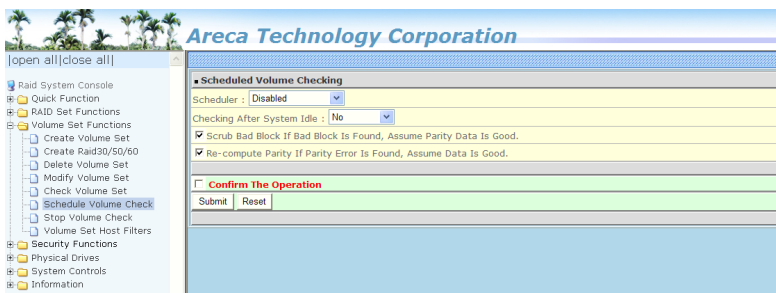 Areca Technology Corporation
|open all|close all|
Raid System Console
Quick Function
RAID Set Functions
Volume Set Functions
Create Volume Set
Create Raid30/50/60
Delete Volume Set
Modify Volume Set
Check Volume Set
Schedule Volume Check
Stop Volume Check
Volume Set Host Filters
Security Functions
Physical Drives
System Controls
Information
Scheduled Volume Checking
Scheduler : Disabled
Checking After System Idle : No
Scrub Bad Block If Bad Block Is Found, Assume Parity Data Is Good.
Re-compute Parity If Parity Error Is Found, Assume Data Is Good.
Confirm The Operation
Submit Reset